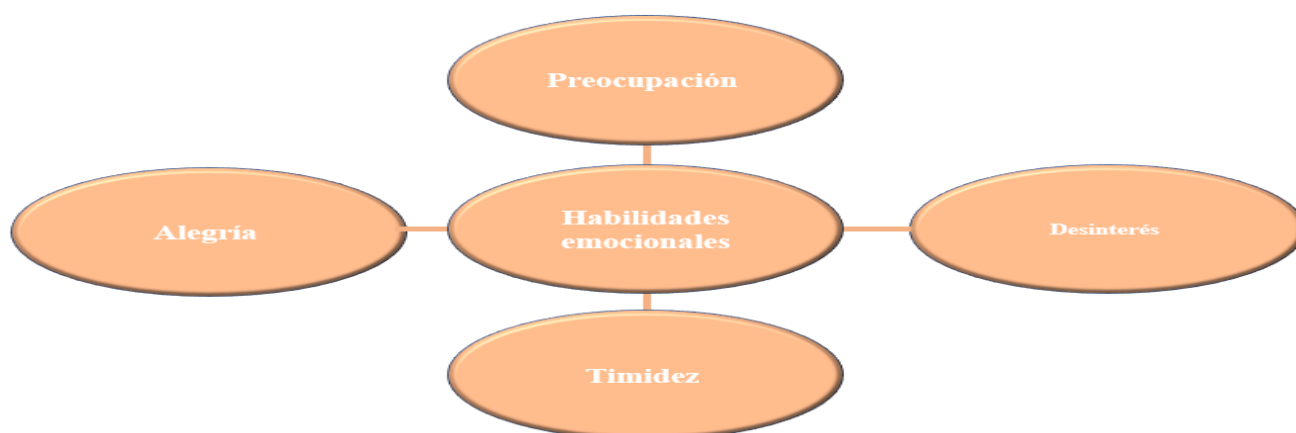 Preocupación
Alegría
Habilidades
emocionales
Desinterés
Timidez